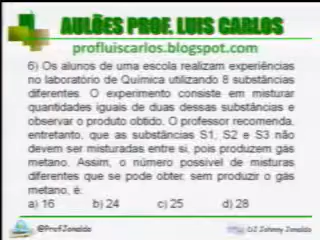 AULÕES PROF. LUIS CARLOS
profluiscarlos.blogspot.com
6) Os alunos de uma escola realizam experiências
no laboratório de Química utilizando 8 substâncias
diferentes. O experimento consiste em misturar
quantidades iguais de duas dessas substâncias e
observar o produto obtido. O professor recomenda,
entretanto, que as substâncias S1, S2 e S3 não
devem ser misturadas entre si, pois produzem gás
metano. Assim, o número possível de misturas
diferentes que se pode obter, sem produzir o gás
metano, é:
a) 16 b) 24 c) 25 d) 28
@ProfJonaldo Johnny Jonaldo